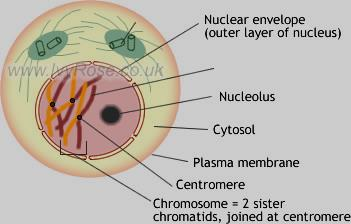 Nuclear envelope
(outer layer of nucleus)
www.IvyRose.co.uk
Nucleolus
Cytosol
Plasma membrane
Centromere
Chromosome = 2 sister
chromatids, joined at centromere